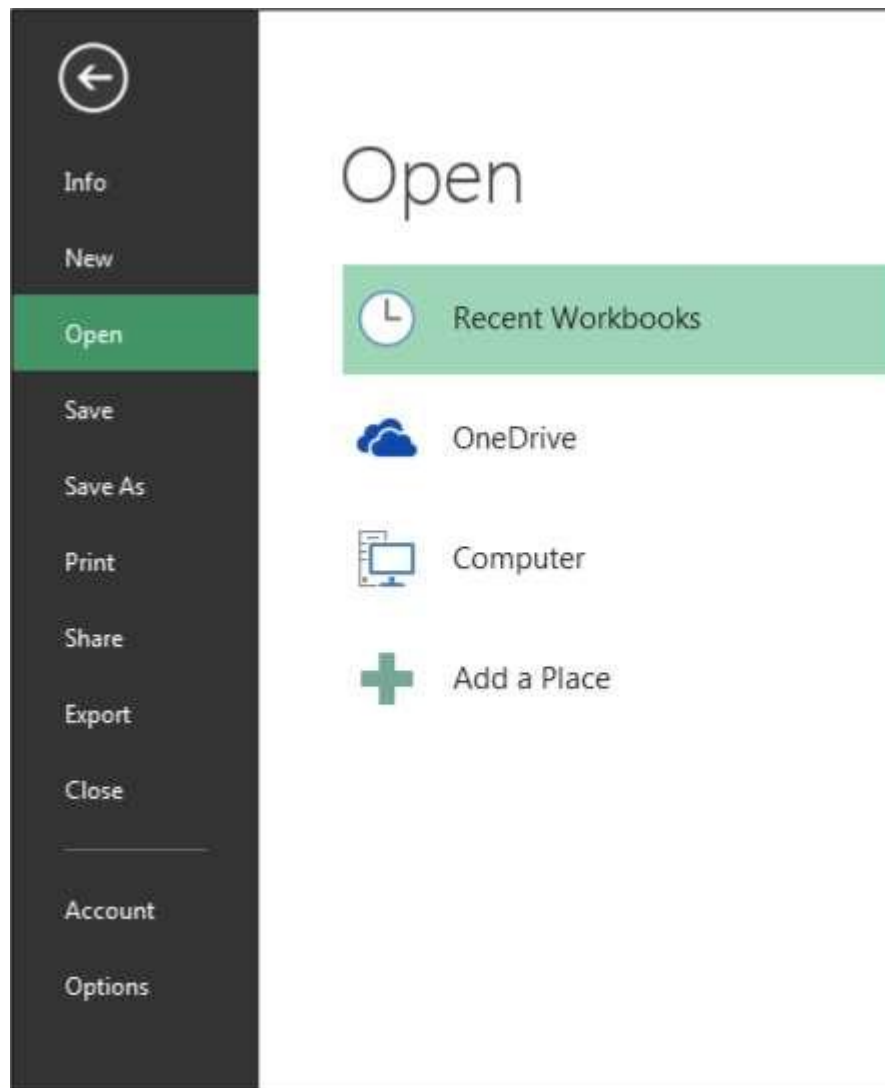 Info
New
Open
Save
Save As
Print
Share
Export
Close
Account
Options
Open
Recent Workbooks
OneDrive
Computer
Add a Place